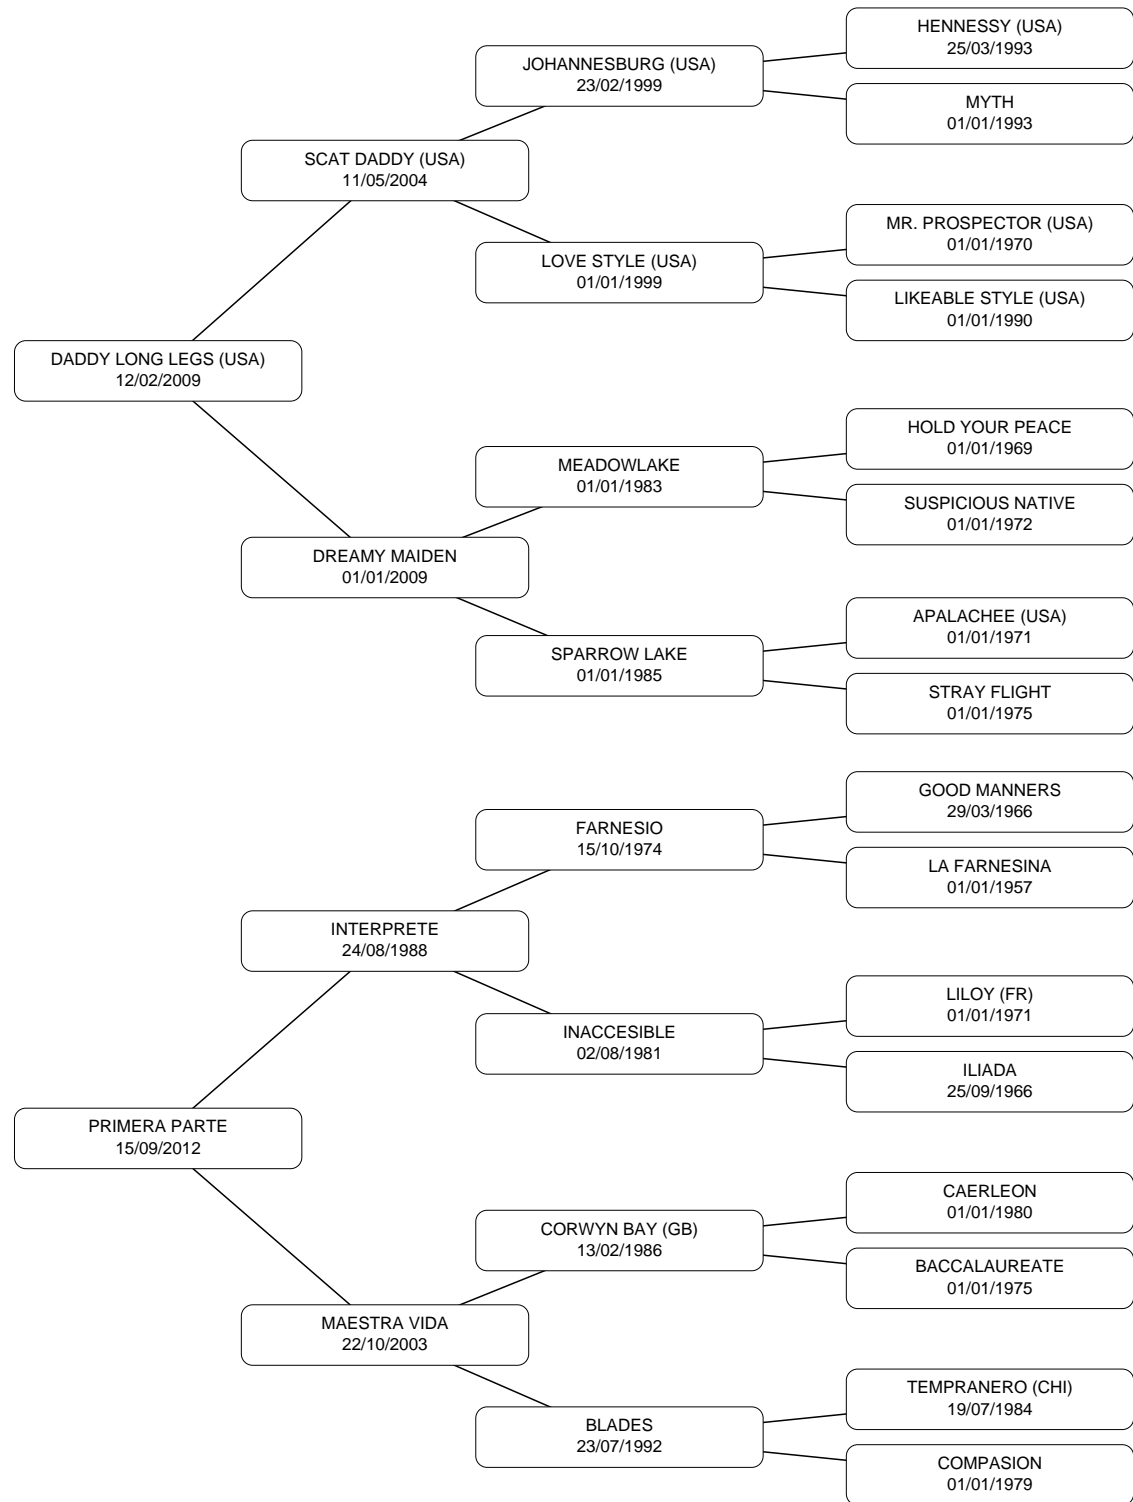 HENNESSY (USA)
25/03/1993
JOHANNESBURG (USA)
23/02/1999
MYTH
01/01/1993
SCAT DADDY (USA)
11/05/2004
MR. PROSPECTOR (USA)
01/01/1970
LOVE STYLE (USA)
01/01/1999
LIKEABLE STYLE (USA)
01/01/1990
DADDY LONG LEGS (USA)
12/02/2009
HOLD YOUR PEACE
01/01/1969
MEADOWLAKE
01/01/1983
SUSPICIOUS NATIVE
01/01/1972
DREAMY MAIDEN
01/01/2009
APALACHEE (USA)
01/01/1971
SPARROW LAKE
01/01/1985
STRAY FLIGHT
01/01/1975
GOOD MANNERS
29/03/1966
FARNESIO
15/10/1974
LA FARNESINA
01/01/1957
INTERPRETE
24/08/1988
LILOY (FR)
01/01/1971
INACCESIBLE
02/08/1981
ILIADA
25/09/1966
PRIMERA PARTE
15/09/2012
CAERLEON
01/01/1980
CORWYN BAY (GB)
13/02/1986
BACCALAUREATE
01/01/1975
MAESTRA VIDA
22/10/2003
TEMPRANERO (CHI)
19/07/1984
BLADES
23/07/1992
COMPASION
01/01/1979